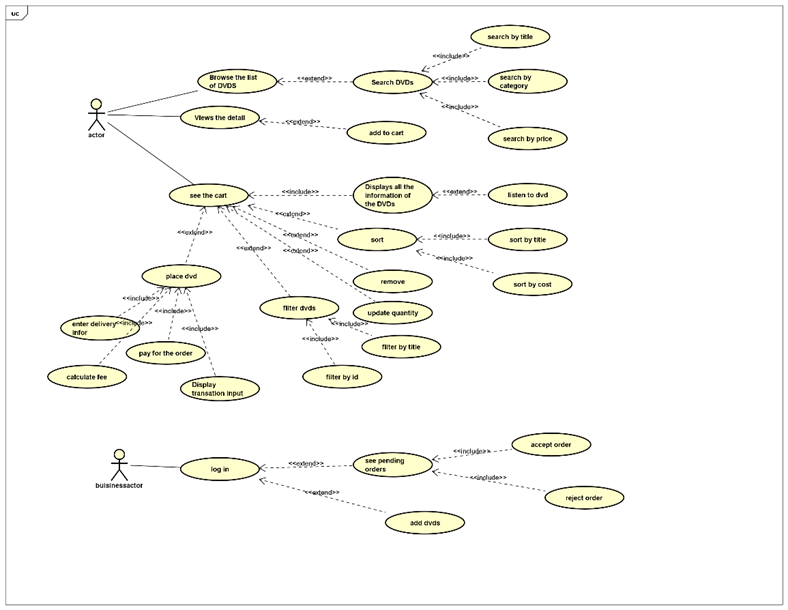 uc
search by title
<<include>>
Browse the list
of DVDS
<<extend>>
Search DVDs
<<include>>
search by
category
<<include>>
actor
Views the detail
<<extend>>
add to cart
search by price
see the cart
<<include>>
Displays all the
information of
the DVDs
<<extend>>
listen to dvd
<<extend>>
<<extend>>
<<extend>>
sort
<<include>>
sort by title
<<extend>>
<<extend>>
<<include>>
place dvd
remove
sort by cost
<<include>>
filter dvds
update quantity
enter delivery
infor
<<include>>
<<include>>
<<include>>
<<include>>
<<include>>
filter by title
pay for the order
calculate fee
Display
transation input
filter by id
accept order
<<include>>
buisinessactor
log in
<<extend>>
see pending
orders
<<include>>
<<extend>>
reject order
add dvds